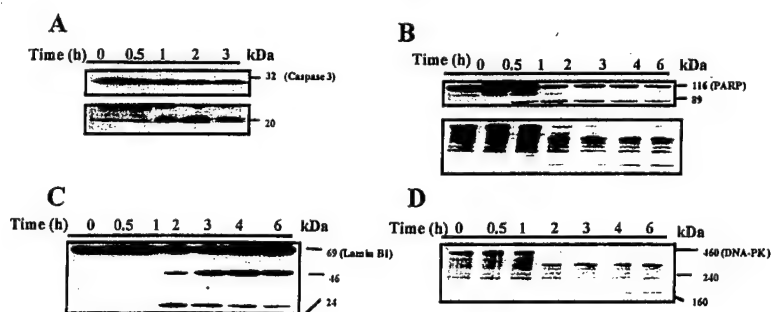 A
Time (h) 0 0.5 1 2 3 kDa
32 (Caspase 3)
20
B
Time (h) 0 0.5 1 2 3 4 6 kDa
116 (PARP)
89
C
Time (h) 0 0.5 1 2 3 4 6 kDa
69 (Lamin B1)
46
24
D
Time (h) 0 0.5 1 2 3 4 6 kDa
460 (DNA-PK)
240
160